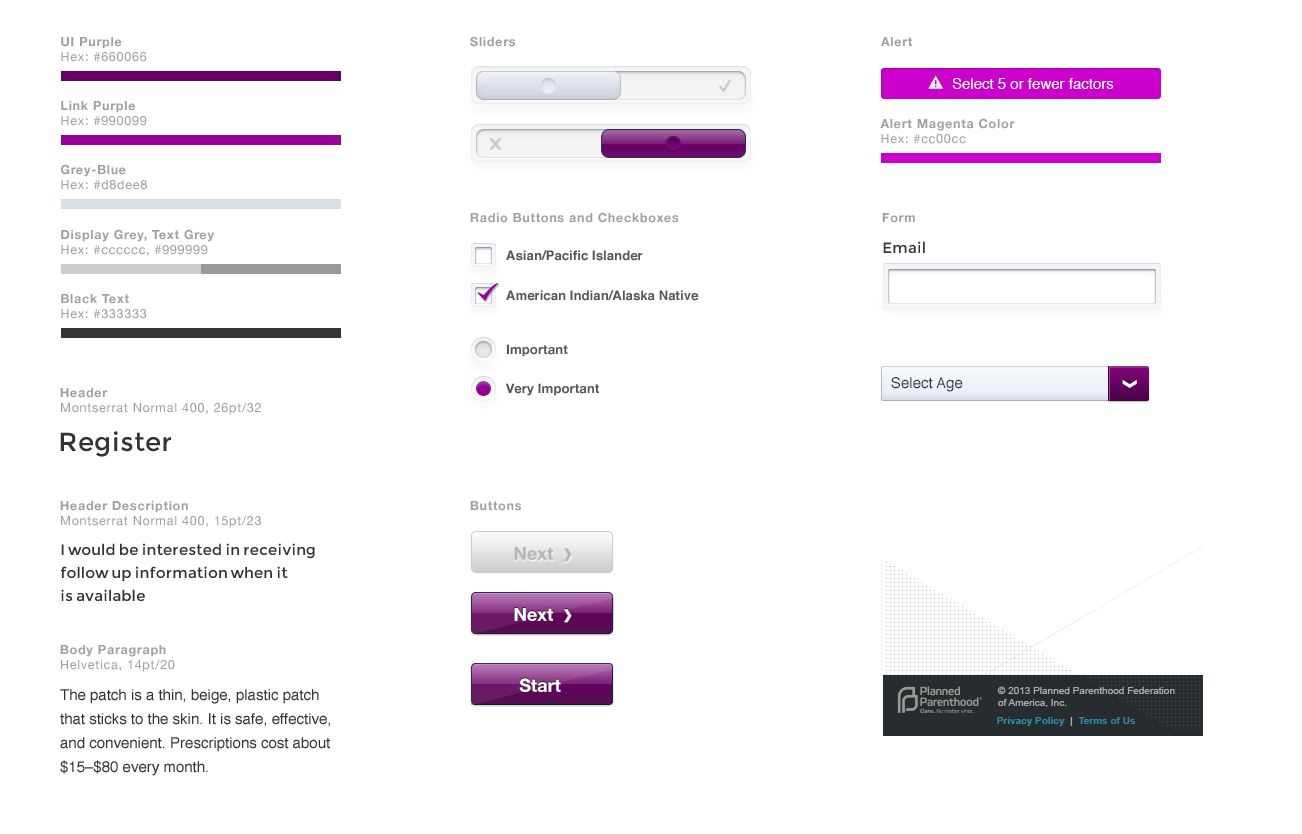 UI Purple
Hex: #660066
Link Purple
Hex: #990099
Grey-Blue
Hex: #d8dee8
Display Grey, Text Grey
Hex: #cccccc, #999999
Black Text
Hex: #333333
Header
Montserrat Normal 400, 26pt/32
Register
Header Description
Montserrat Normal 400, 15pt/23
I would be interested in receiving
follow up information when it
is available
Body Paragraph
Helvetica, 14pt/20
The patch is a thin, beige, plastic patch
that sticks to the skin. It is safe, effective,
and convenient. Prescriptions cost about
$15–$80 every month.
Sliders
Radio Buttons and Checkboxes
Asian/Pacific Islander
American Indian/Alaska Native
Important
Very Important
Buttons
Next ❯
Next ❯
Start
Alert
Select 5 or fewer factors
Alert Magenta Color
Hex: #cc00cc
Form
Email
Select Age
Planned
Parenthood®
Care. No matter what.
© 2013 Planned Parenthood Federation
of America, Inc.
Privacy Policy | Terms of Us